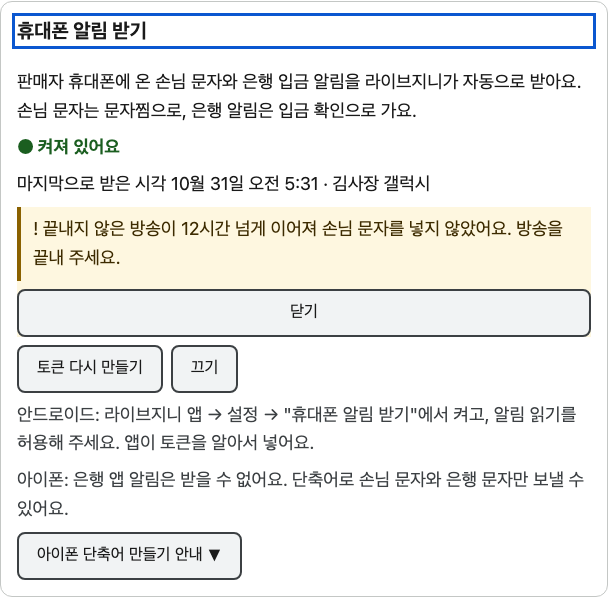 휴대폰 알림 받기
판매자 휴대폰에 온 손님 문자와 은행 입금 알림을 라이브지니가 자동으로 받아요.
손님 문자는 문자찜으로, 은행 알림은 입금 확인으로 가요.
● 켜져 있어요
마지막으로 받은 시각 10월 31일 오전 5:31 · 김사장 갤럭시
! 끝내지 않은 방송이 12시간 넘게 이어져 손님 문자를 넣지 않았어요. 방송을
끝내 주세요.
닫기
토큰 다시 만들기 끄기
안드로이드: 라이브지니 앱 → 설정 → "휴대폰 알림 받기"에서 켜고, 알림 읽기를
허용해 주세요. 앱이 토큰을 알아서 넣어요.
아이폰: 은행 앱 알림은 받을 수 없어요. 단축어로 손님 문자와 은행 문자만 보낼 수
있어요.
아이폰 단축어 만들기 안내 ▼